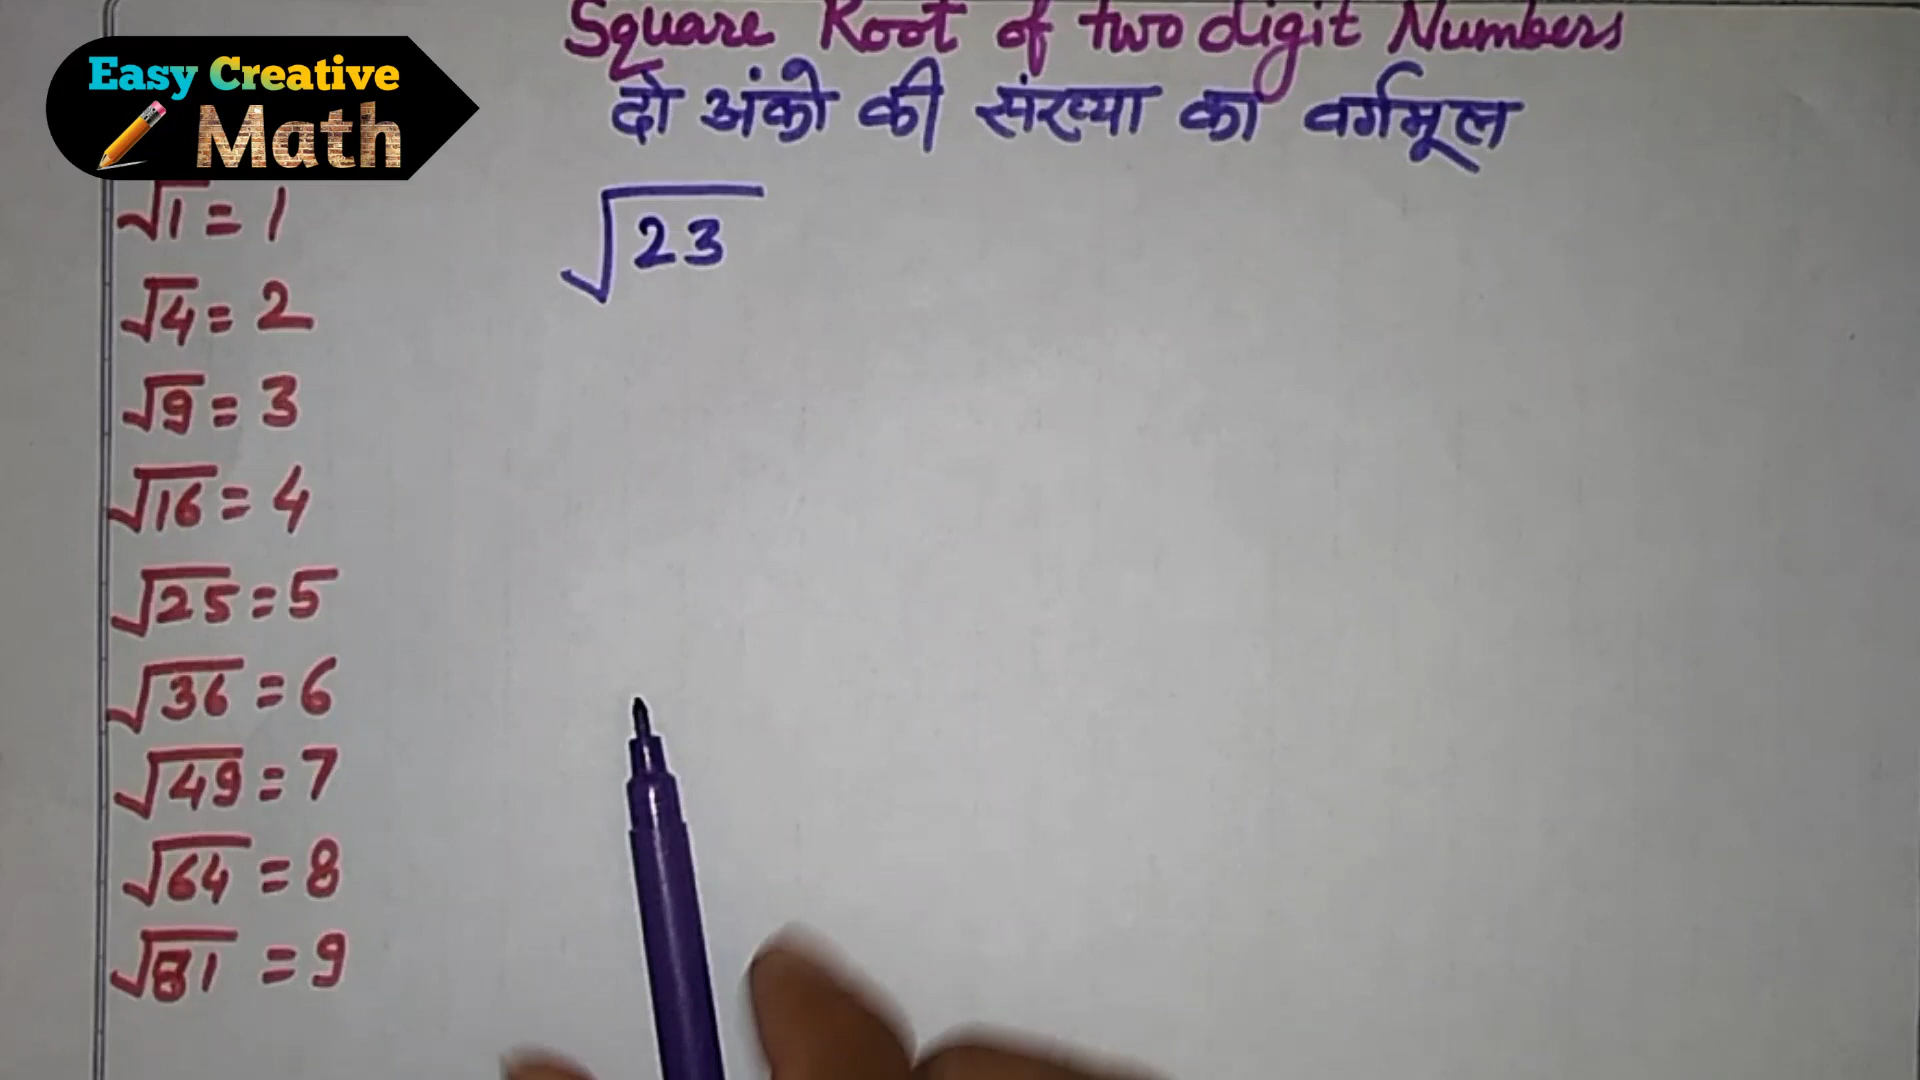 Easy Creative
Math
Square Root of two digit Numbers
दो अंको की संख्या का वर्गमूल
√23
√1 = 1
√4 = 2
√9 = 3
√16 = 4
√25 = 5
√36 = 6
√49 = 7
√64 = 8
√81 = 9